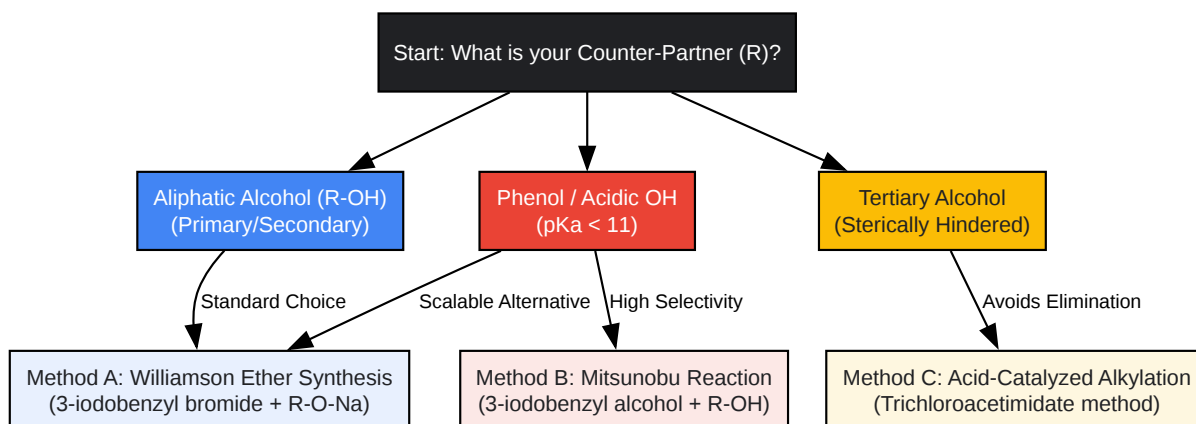 Start: What is your Counter-Partner (R)?
Aliphatic Alcohol (R-OH)
(Primary/Secondary)
Phenol / Acidic OH
(pKa < 11)
Tertiary Alcohol
(Sterically Hindered)
Standard Choice
Scalable Alternative
High Selectivity
Avoids Elimination
Method A: Williamson Ether Synthesis
(3-iodobenzyl bromide + R-O-Na)
Method B: Mitsunobu Reaction
(3-iodobenzyl alcohol + R-OH)
Method C: Acid-Catalyzed Alkylation
(Trichloroacetimidate method)